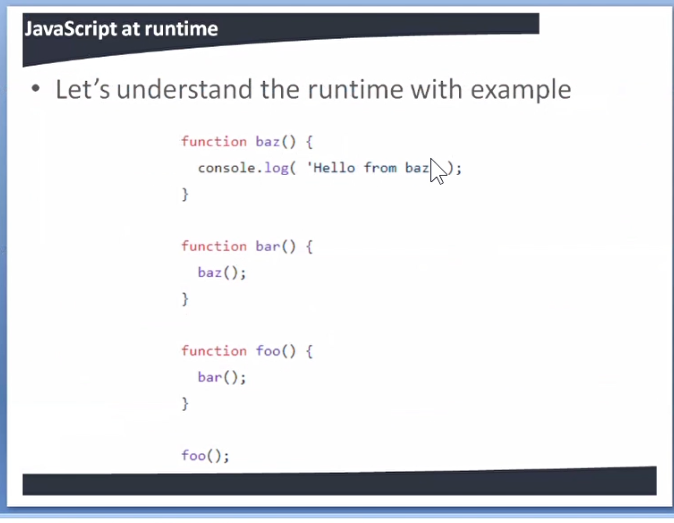 JavaScript at runtime
• Let's understand the runtime with example
function baz() {
console.log( 'Hello from baz );
}
function bar() {
baz();
}
function foo() {
bar();
}
foo();